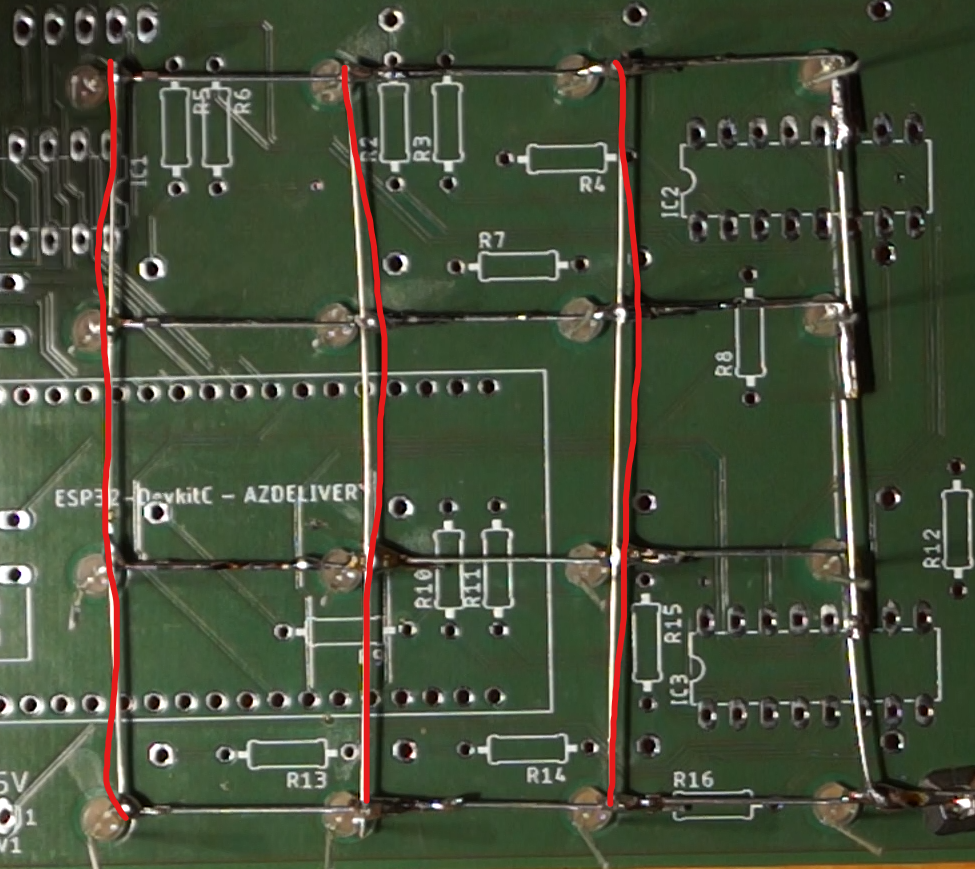 R5
R6
R2
R3
IC1
R4
IC2
R7
R8
ESP32-DevkitC - AZDELIVERY
R12
R10
R11
R15
R9
IC3
R13
R14
R16
5V
1